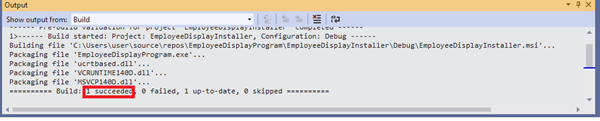 Output
Show output from: Build
------ Pre-build validation for project 'EmployeeDisplayInstaller' completed ------
1>------ Build started: Project: EmployeeDisplayInstaller, Configuration: Debug ------
Building file 'C:\Users\user\source\repos\EmployeeDisplayProgram\EmployeeDisplayInstaller\Debug\EmployeeDisplayInstaller.msi'...
Packaging file 'EmployeeDisplayProgram.exe'...
Packaging file 'ucrtbased.dll'...
Packaging file 'VCRUNTIME140D.dll'...
Packaging file 'MSVCP140D.dll'...
========== Build: 1 succeeded, 0 failed, 1 up-to-date, 0 skipped ==========